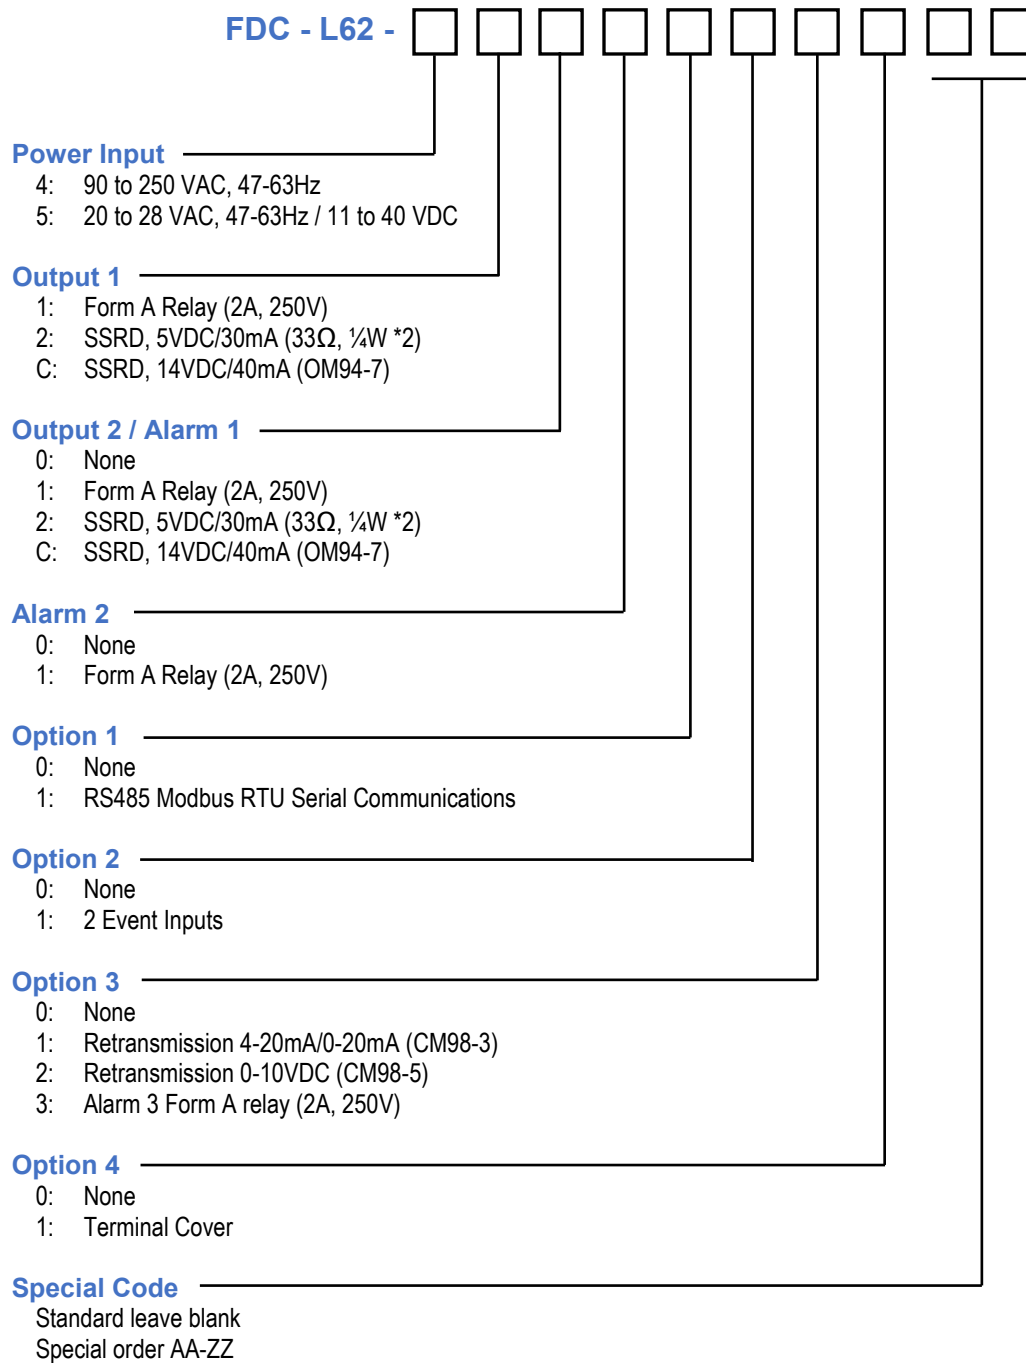 FDC - L62 -
Power Input
4: 90 to 250 VAC, 47-63Hz
5: 20 to 28 VAC, 47-63Hz / 11 to 40 VDC
Output 1
1: Form A Relay (2A, 250V)
2: SSRD, 5VDC/30mA (33Ω, ¼W *2)
C: SSRD, 14VDC/40mA (OM94-7)
Output 2 / Alarm 1
0: None
1: Form A Relay (2A, 250V)
2: SSRD, 5VDC/30mA (33Ω, ¼W *2)
C: SSRD, 14VDC/40mA (OM94-7)
Alarm 2
0: None
1: Form A Relay (2A, 250V)
Option 1
0: None
1: RS485 Modbus RTU Serial Communications
Option 2
0: None
1: 2 Event Inputs
Option 3
0: None
1: Retransmission 4-20mA/0-20mA (CM98-3)
2: Retransmission 0-10VDC (CM98-5)
3: Alarm 3 Form A relay (2A, 250V)
Option 4
0: None
1: Terminal Cover
Special Code
Standard leave blank
Special order AA-ZZ